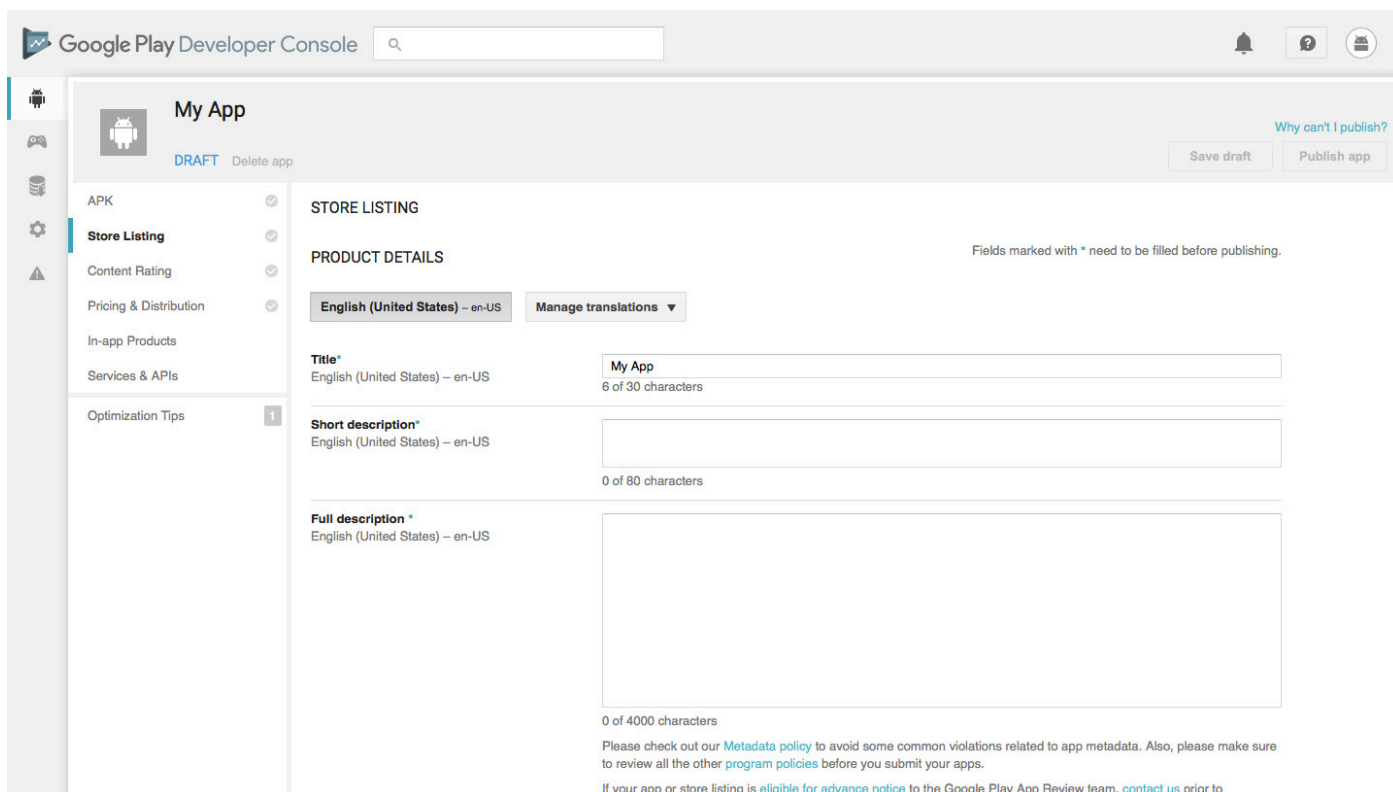 Google Play Developer Console
My App
Why can't I publish?
DRAFT Delete app
Save draft
Publish app
APK
Store Listing
Content Rating
Pricing & Distribution
In-app Products
Services & APIs
Optimization Tips 1
STORE LISTING
PRODUCT DETAILS
Fields marked with * need to be filled before publishing.
English (United States) – en-US
Manage translations ▼
Title*
English (United States) – en-US
My App
6 of 30 characters
Short description*
English (United States) – en-US
0 of 80 characters
Full description *
English (United States) – en-US
0 of 4000 characters
Please check out our Metadata policy to avoid some common violations related to app metadata. Also, please make sure
to review all the other program policies before you submit your apps.
If your app or store listing is eligible for advance notice to the Google Play App Review team, contact us prior to